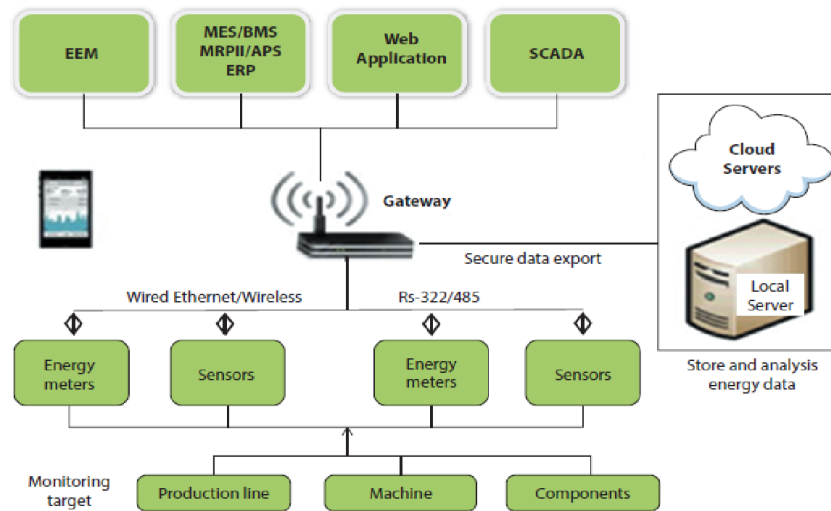 EEM
MES/BMS
MRPII/APS
ERP
Web
Application
SCADA
Cloud
Servers
Gateway
Secure data export
Local
Server
Wired Ethernet/Wireless
Rs-322/485
Energy
meters
Sensors
Energy
meters
Sensors
Store and analysis
energy data
Monitoring
target
Production line
Machine
Components